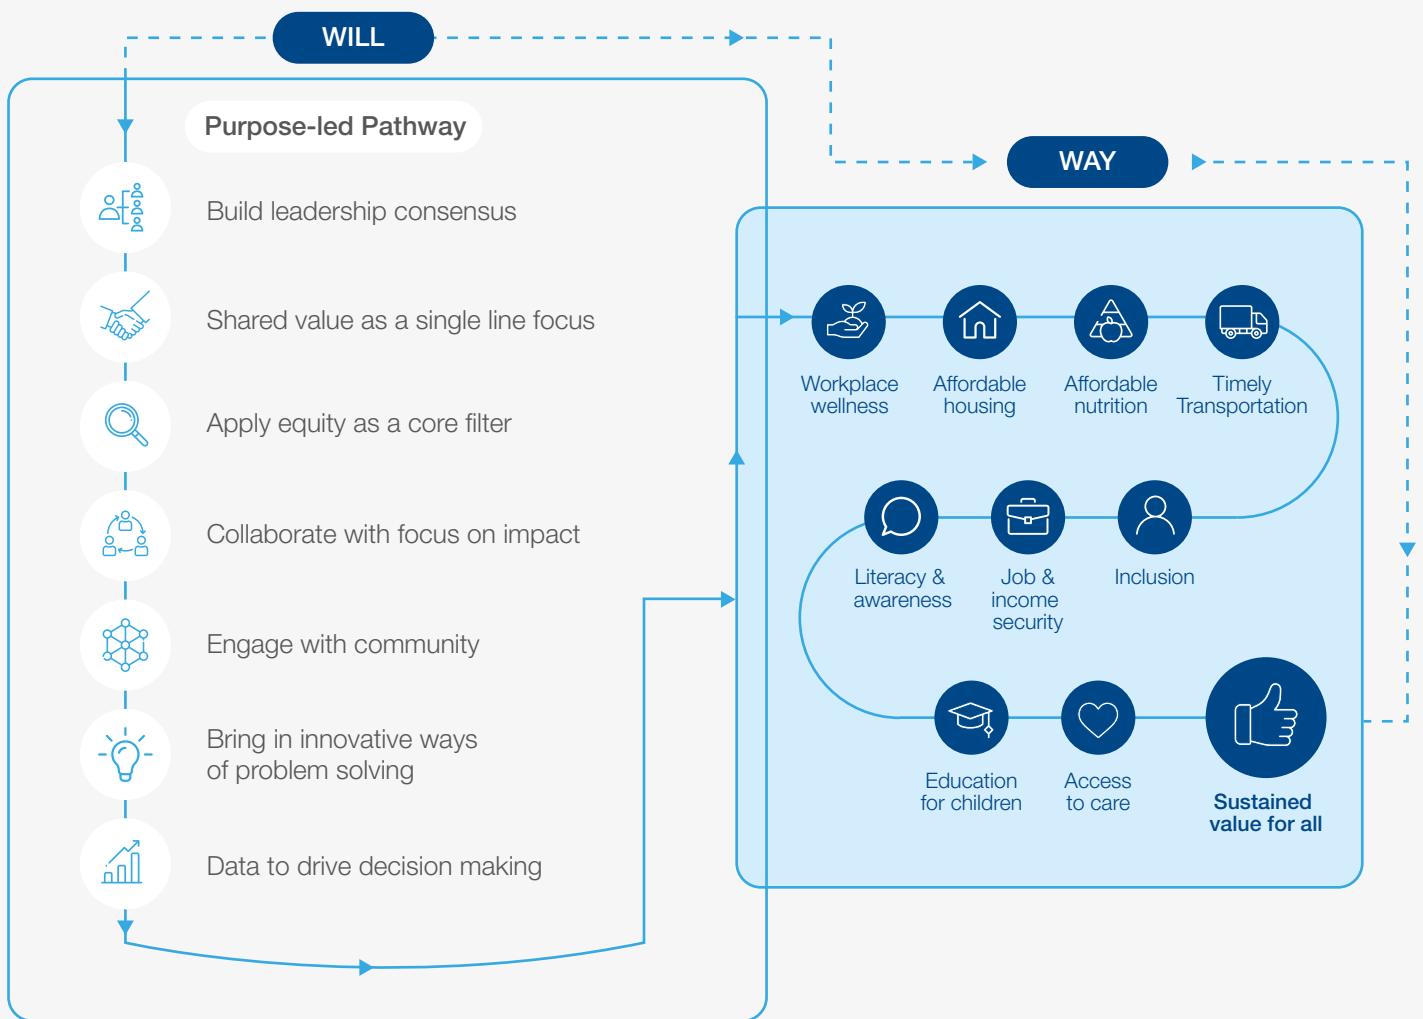 WILL
Purpose-led Pathway
Build leadership consensus
Shared value as a single line focus
Apply equity as a core filter
Collaborate with focus on impact
Engage with community
Bring in innovative ways
of problem solving
Data to drive decision making
WAY
Workplace
wellness
Affordable
housing
Affordable
nutrition
Timely
Transportation
Literacy &
awareness
Job &
income
security
Inclusion
Education
for children
Access
to care
Sustained
value for all